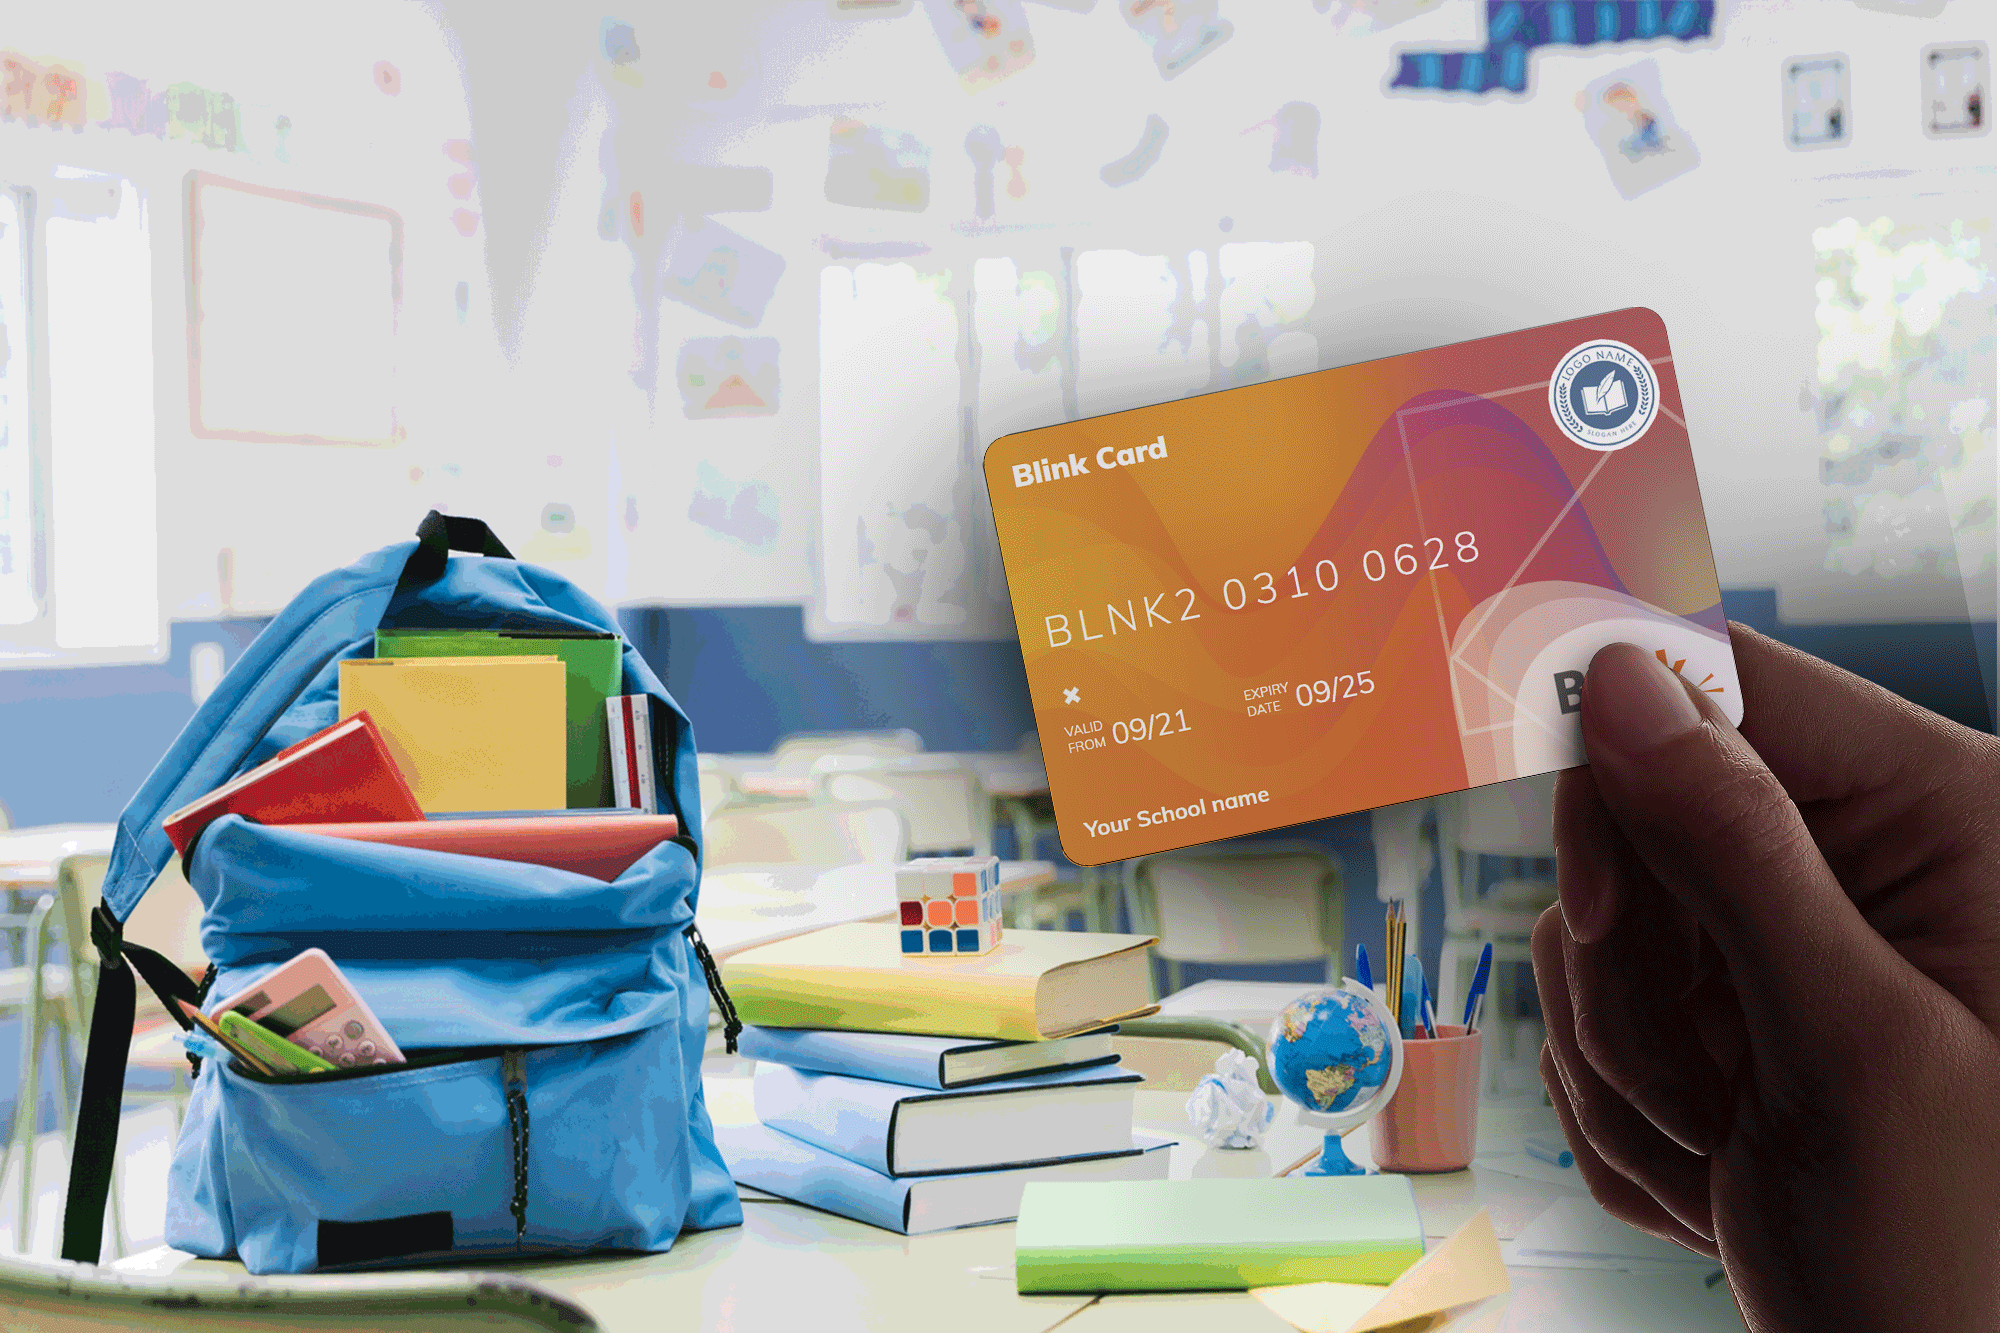 Blink Card
LOGO NAME
SLOGAN HERE
BLNK2 0310 0628
VALID FROM 09/21
EXPIRY DATE 09/25
Your School name